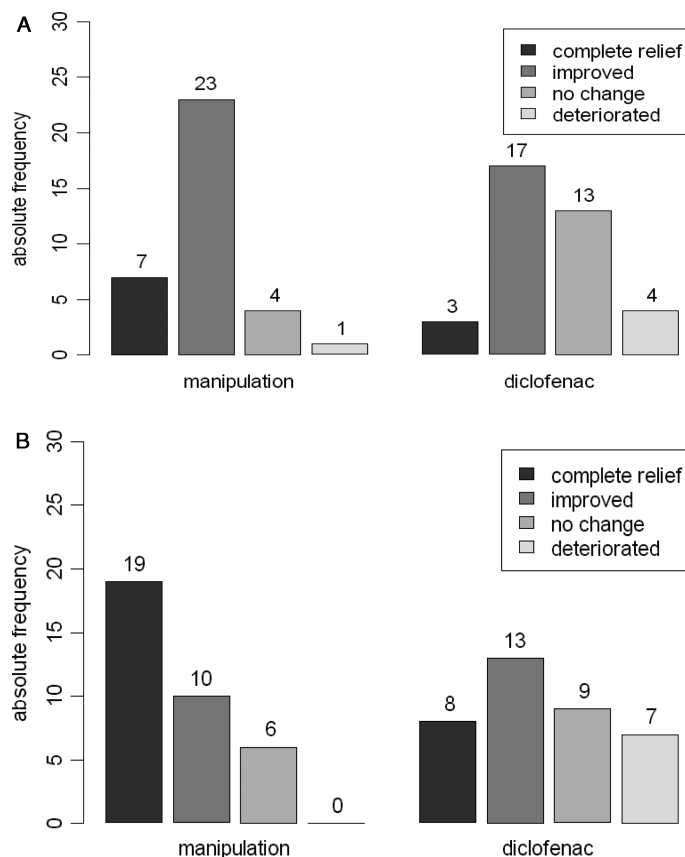 A
absolute frequency
30
25
20
15
10
5
0
complete relief
improved
no change
deteriorated
7
23
4
1
3
17
13
4
manipulation
diclofenac
B
absolute frequency
30
25
20
15
10
5
0
complete relief
improved
no change
deteriorated
19
10
6
0
8
13
9
7
manipulation
diclofenac